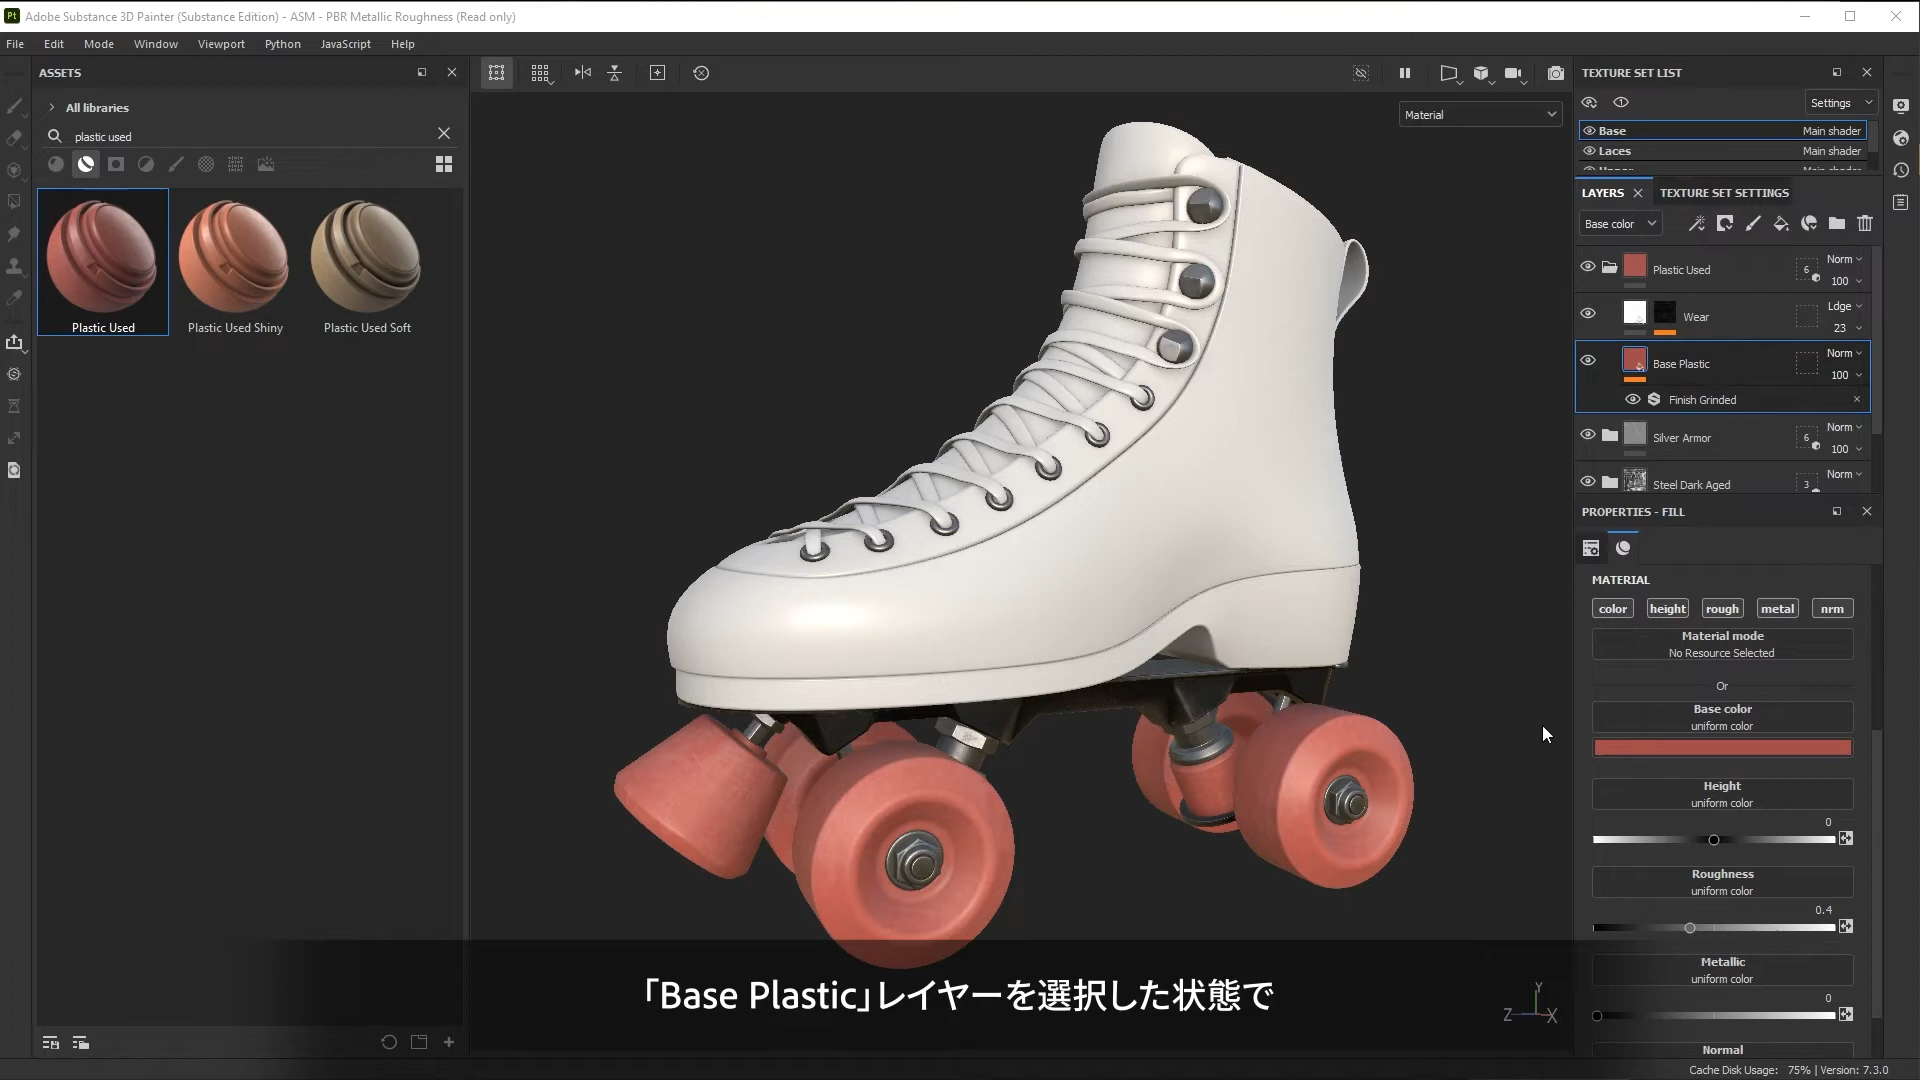 Adobe Substance 3D Painter (Substance Edition) - ASM - PBR Metallic Roughness (Read only)
File Edit Mode Window Viewport Python JavaScript Help
ASSETS
All libraries
plastic used
Plastic Used
Plastic Used Shiny
Plastic Used Soft
Material
TEXTURE SET LIST
Settings
Base Main shader
Laces Main shader
LAYERS TEXTURE SET SETTINGS
Base color
Plastic Used 6 Norm 100
Wear Ldge 23
Base Plastic Norm 100
Finish Grinded
Silver Armor 6 Norm 100
Steel Dark Aged 3 Norm
PROPERTIES - FILL
MATERIAL
color height rough metal nrm
Material mode
No Resource Selected
Or
Base color
uniform color
Height
uniform color
0
Roughness
uniform color
0.4
Metallic
uniform color
0
Normal
「Base Plastic」レイヤーを選択した状態で
Y
Z X
Cache Disk Usage: 75% | Version: 7.3.0